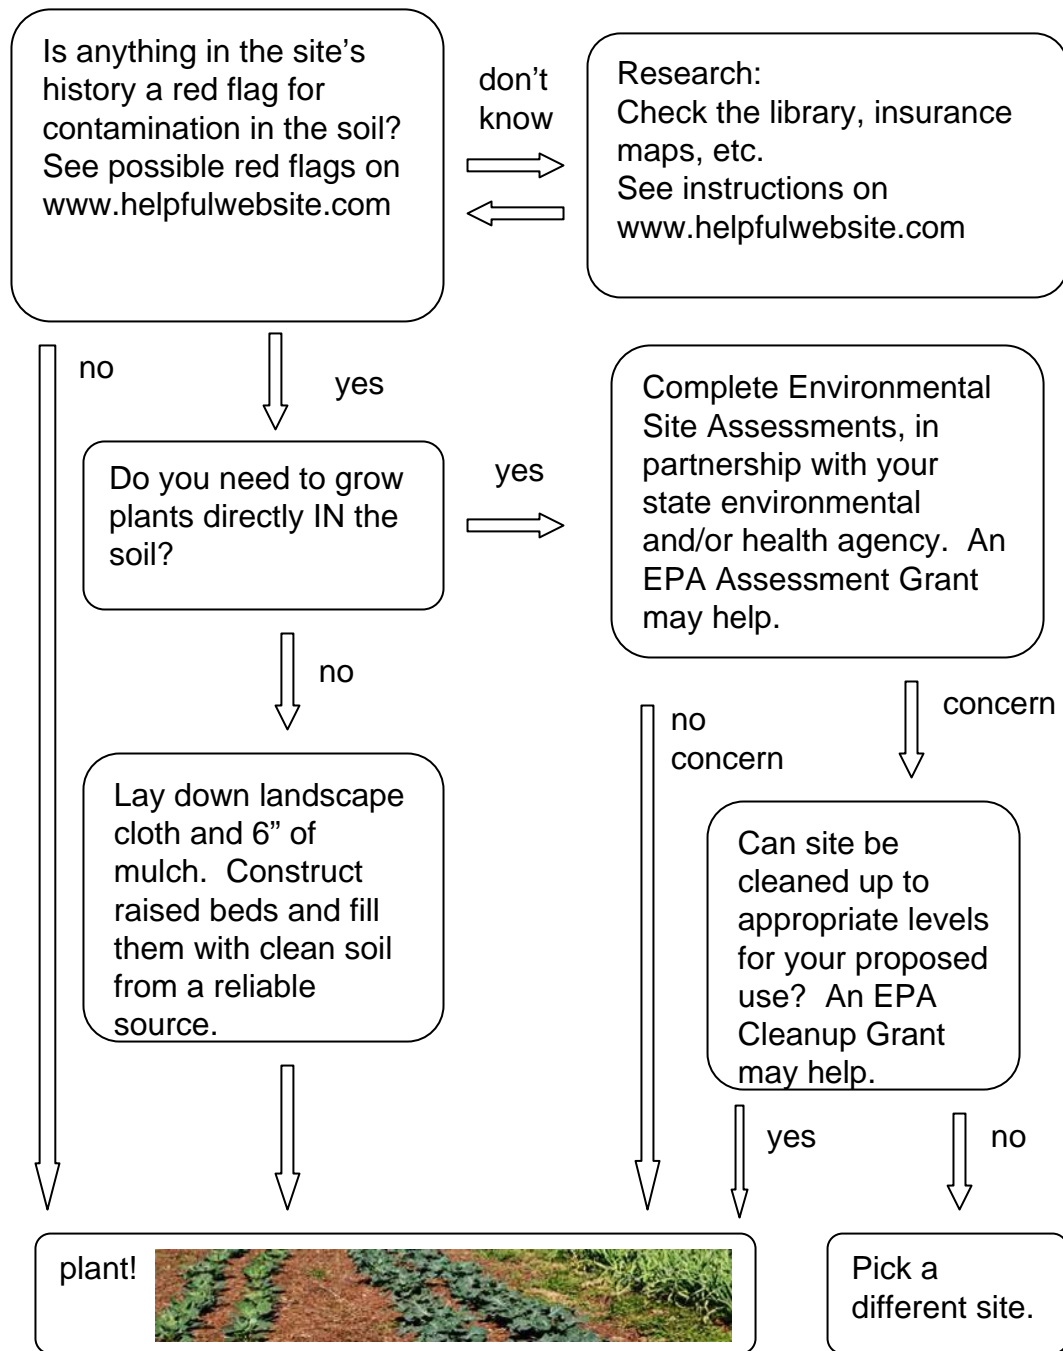 Is anything in the site's
history a red flag for
contamination in the soil?
See possible red flags on
www.helpfulwebsite.com
don't
know
Research:
Check the library, insurance
maps, etc.
See instructions on
www.helpfulwebsite.com
no
yes
Do you need to grow
plants directly IN the
soil?
yes
Complete Environmental
Site Assessments, in
partnership with your
state environmental
and/or health agency.  An
EPA Assessment Grant
may help.
no
no
concern
concern
Lay down landscape
cloth and 6” of
mulch.  Construct
raised beds and fill
them with clean soil
from a reliable
source.
Can site be
cleaned up to
appropriate levels
for your proposed
use?  An EPA
Cleanup Grant
may help.
yes
no
plant!
Pick a
different site.